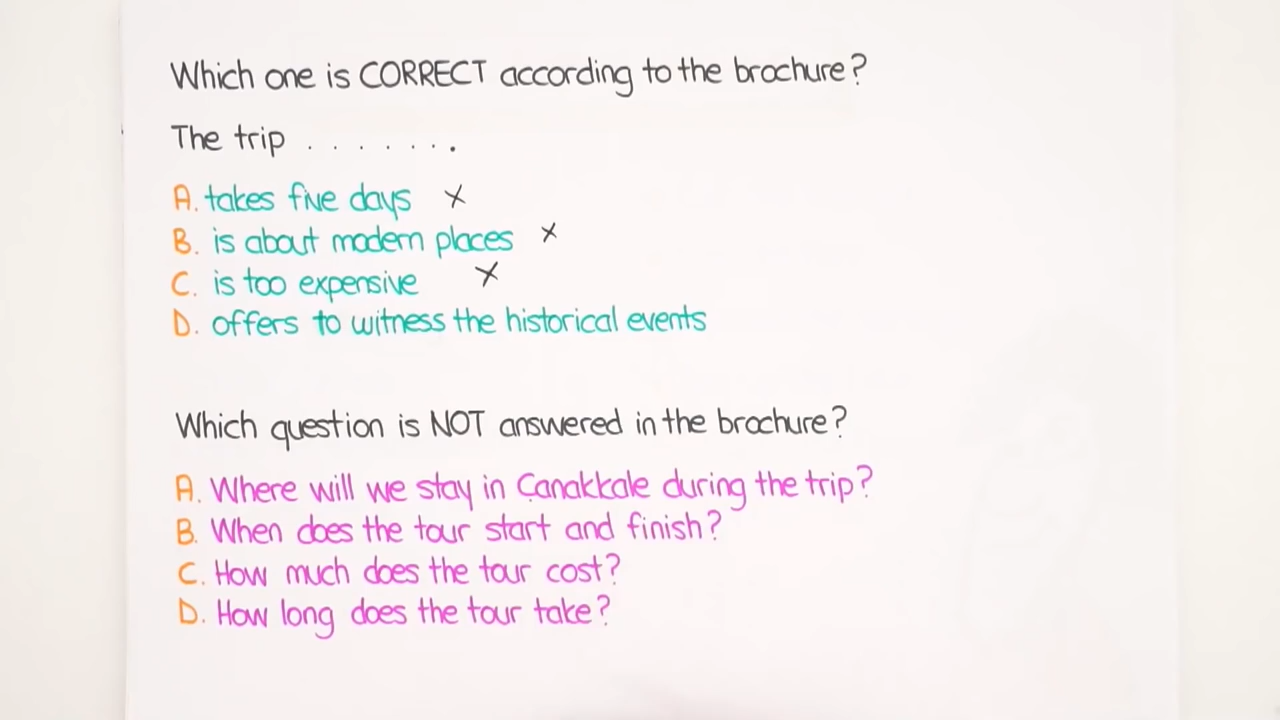 Which one is CORRECT according to the brochure?
The trip . . . . . . .
A. takes five days X
B. is about modern places X
C. is too expensive X
D. offers to witness the historical events
Which question is NOT answered in the brochure?
A. Where will we stay in Çanakkale during the trip?
B. When does the tour start and finish?
C. How much does the tour cost?
D. How long does the tour take?